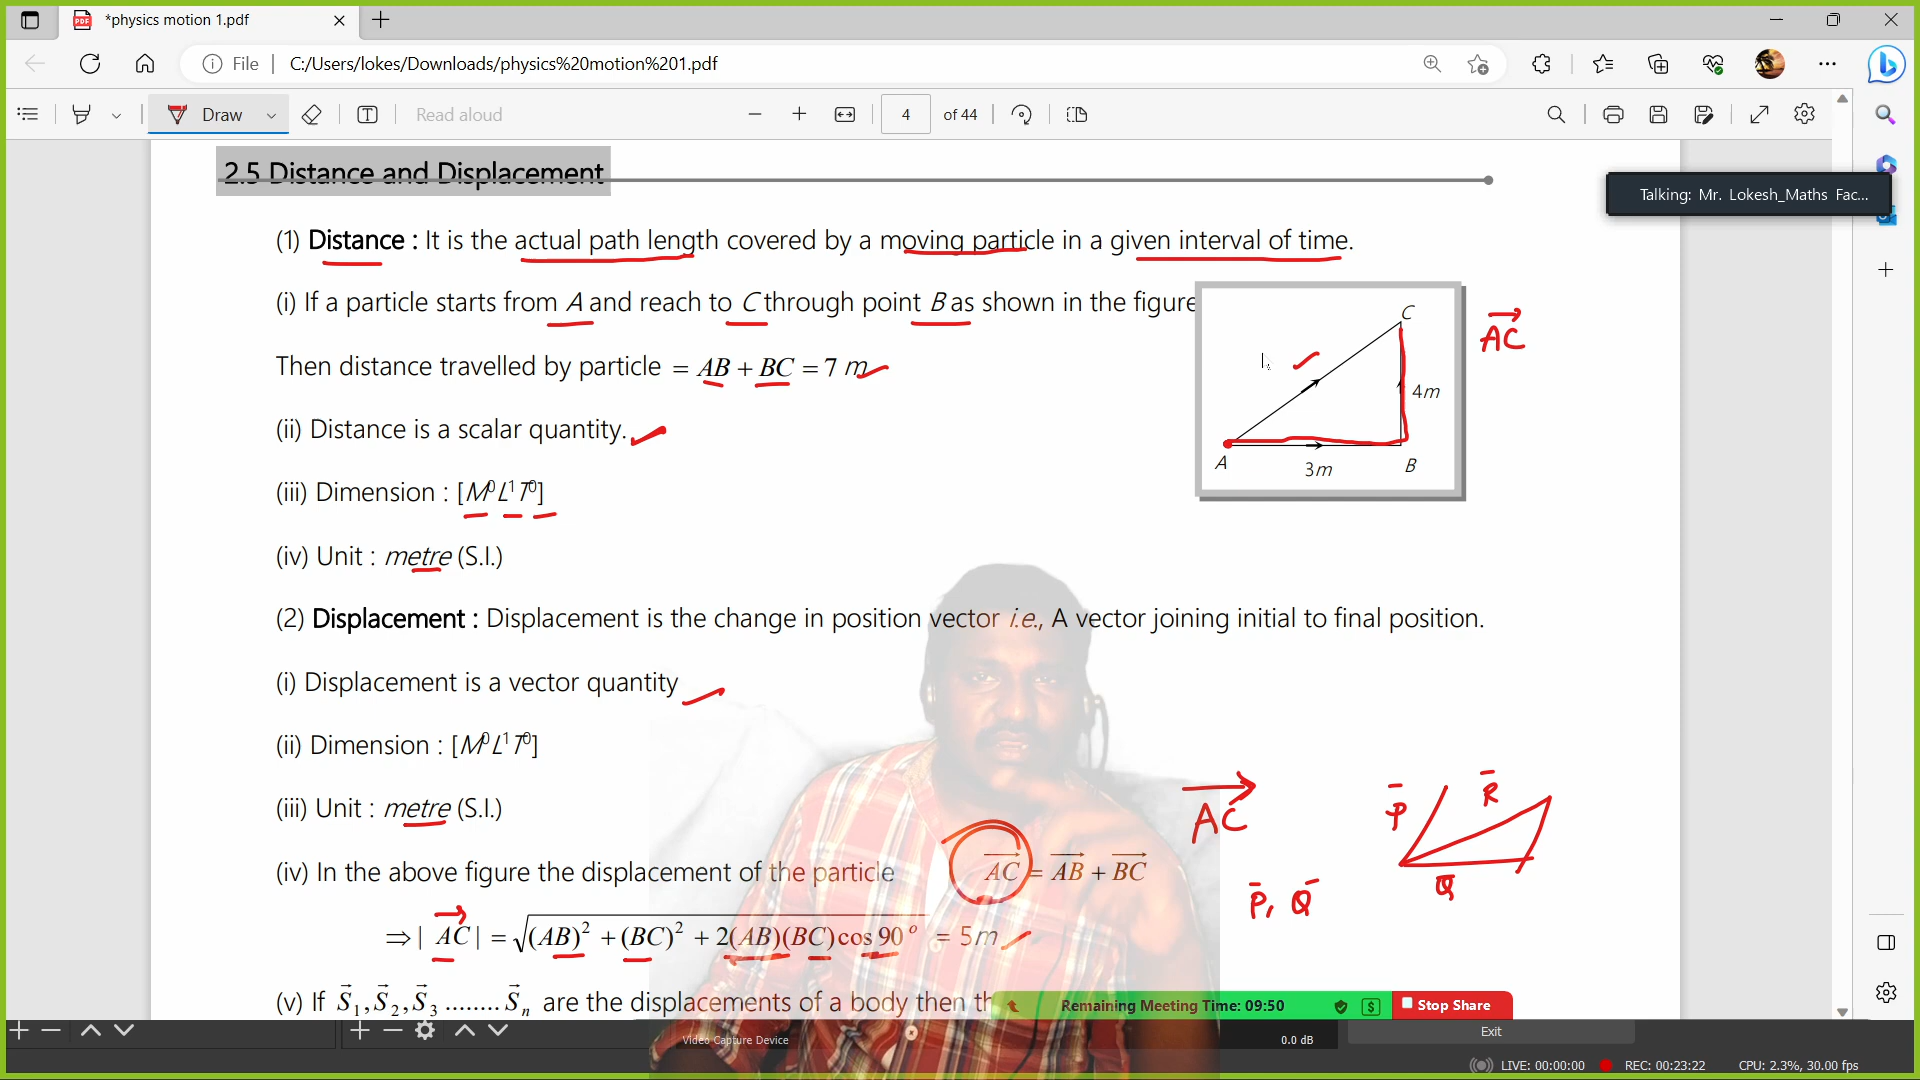 *physics motion 1.pdf
File
C:/Users/lokes/Downloads/physics%20motion%201.pdf
Draw
Read aloud
4
of 44
2.5 Distance and Displacement
Talking: Mr. Lokesh_Maths Fac...
(1) Distance : It is the actual path length covered by a moving particle in a given interval of time.
(i) If a particle starts from A and reach to C through point B as shown in the figure
Then distance travelled by particle = AB + BC = 7 m
C
4m
A
3m
B
AC
(ii) Distance is a scalar quantity.
(iii) Dimension : [M⁰L¹T⁰]
(iv) Unit : metre (S.I.)
(2) Displacement : Displacement is the change in position vector i.e., A vector joining initial to final position.
(i) Displacement is a vector quantity
(ii) Dimension : [M⁰L¹T⁰]
(iii) Unit : metre (S.I.)
AC
P̄
R̄
Q̄
P̄, Q̄
(iv) In the above figure the displacement of the particle AC = AB + BC
⇒| AC | = √(AB)² + (BC)² + 2(AB)(BC) cos 90° = 5m
(v) If S₁, S₂, S₃ ........ Sₙ are the displacements of a body then th
Remaining Meeting Time: 09:50
Stop Share
Video Capture Device
0.0 dB
Exit
LIVE: 00:00:00
REC: 00:23:22
CPU: 2.3%, 30.00 fps